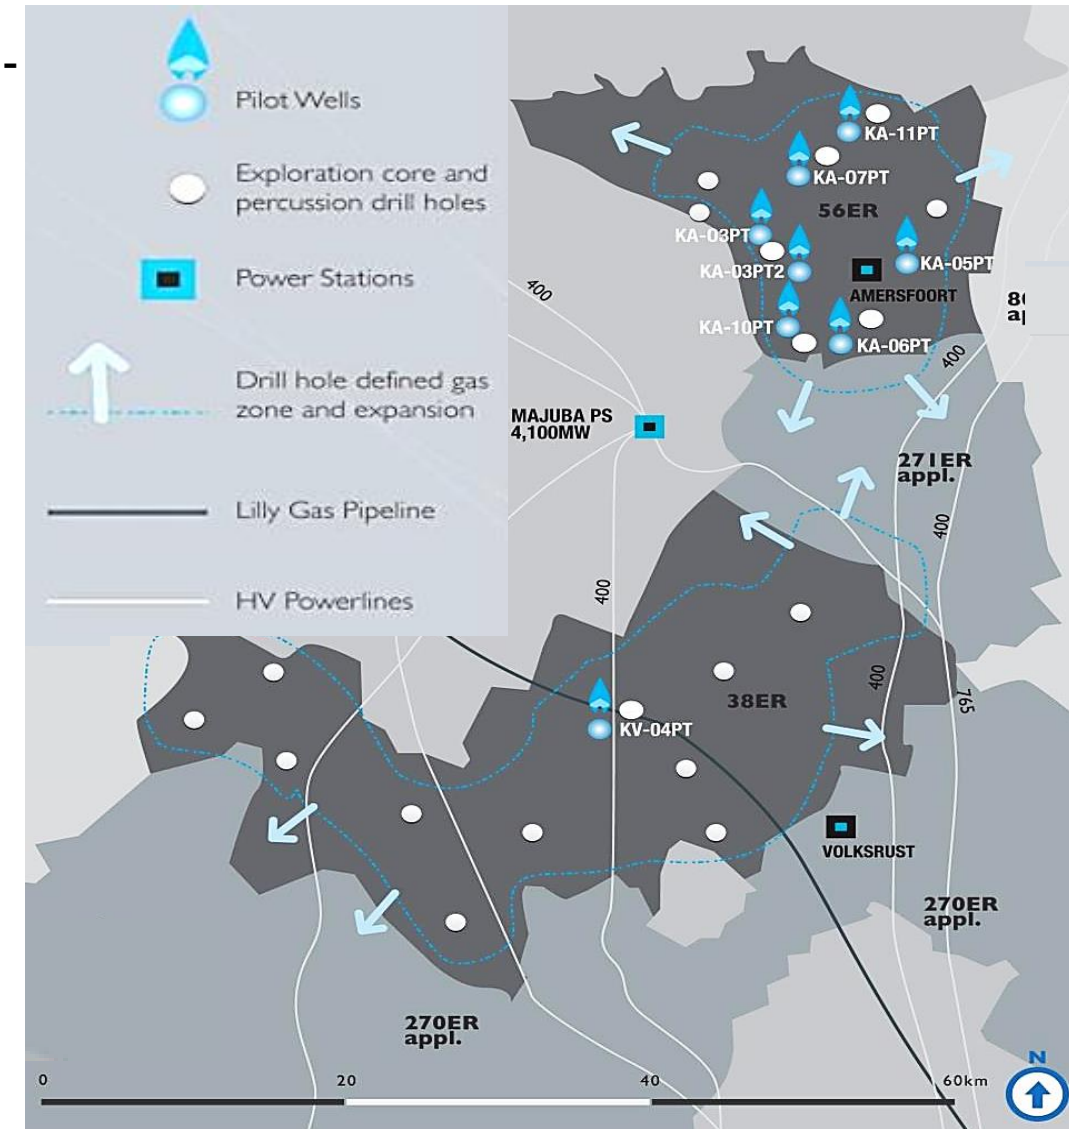 -
Pilot Wells
Exploration core and
percussion drill holes
Power Stations
Drill hole defined gas
zone and expansion
Lilly Gas Pipeline
HV Powerlines
KA-11PT
KA-07PT
56ER
KA-03PT
KA-03PT2
KA-05PT
AMERSFOORT
KA-10PT
KA-06PT
400
400
MAJUBA PS
4,100MW
271ER
appl.
400
400
400
765
38ER
KV-04PT
VOLKSRUST
270ER
appl.
270ER
appl.
N
0 20 40 60km